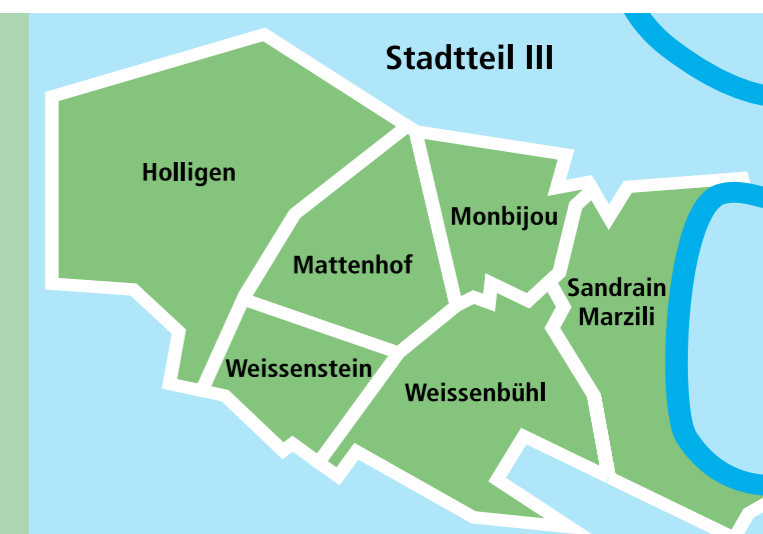 Stadtteil III
Holligen
Monbijou
Mattenhof
Sandrain
Marzili
Weissenstein
Weissenbühl